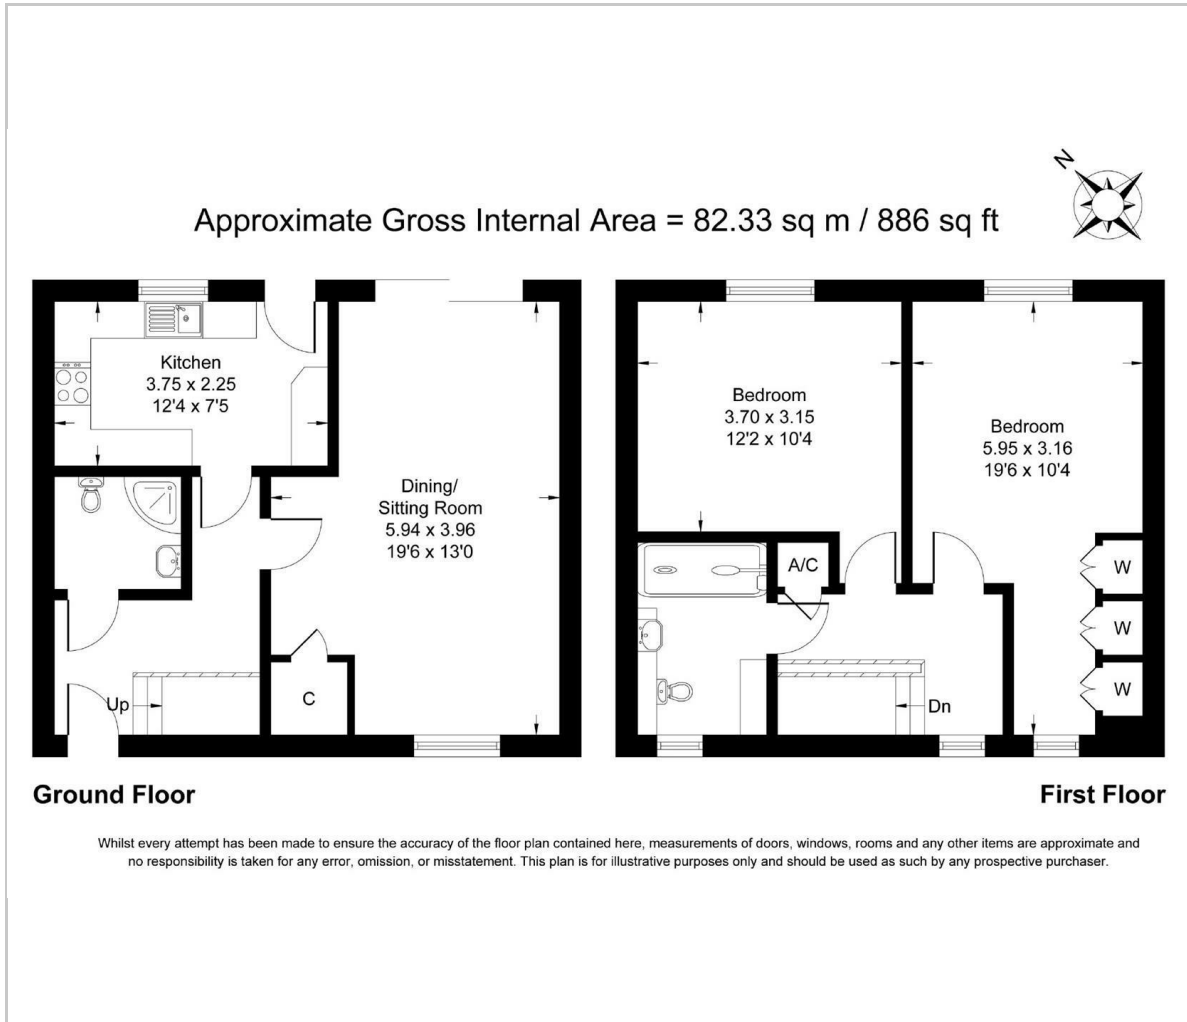 N
Approximate Gross Internal Area = 82.33 sq m / 886 sq ft
Kitchen
3.75 x 2.25
12'4 x 7'5
Dining/
Sitting Room
5.94 x 3.96
19'6 x 13'0
Up
C
Bedroom
3.70 x 3.15
12'2 x 10'4
Bedroom
5.95 x 3.16
19'6 x 10'4
A/C
W
W
W
Dn
Ground Floor
First Floor
Whilst every attempt has been made to ensure the accuracy of the floor plan contained here, measurements of doors, windows, rooms and any other items are approximate and
no responsibility is taken for any error, omission, or misstatement. This plan is for illustrative purposes only and should be used as such by any prospective purchaser.